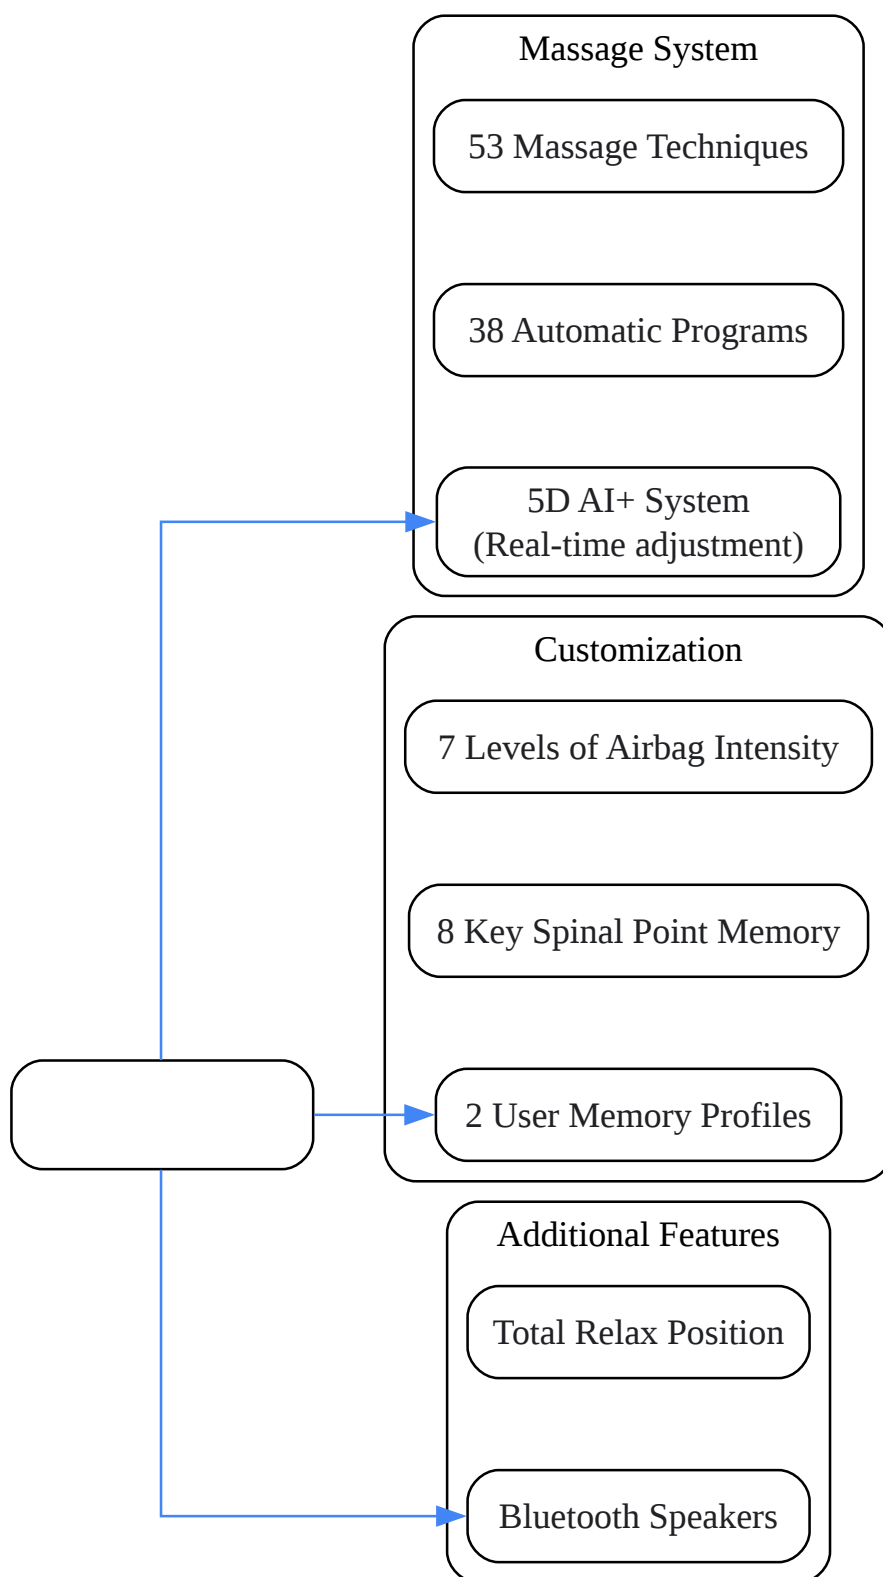 Massage System
53 Massage Techniques
38 Automatic Programs
5D AI+ System
(Real-time adjustment)
Customization
7 Levels of Airbag Intensity
8 Key Spinal Point Memory
2 User Memory Profiles
Additional Features
Total Relax Position
Bluetooth Speakers